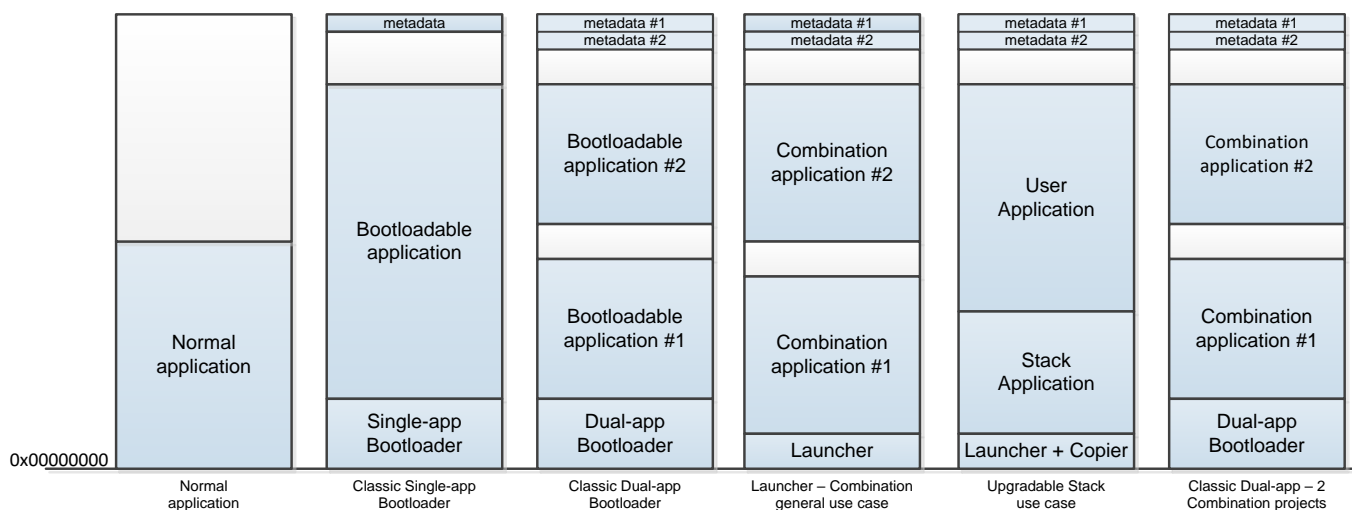 metadata
metadata #1
metadata #2
metadata #1
metadata #2
metadata #1
metadata #2
metadata #1
metadata #2
Normal
application
Bootloadable
application
Single-app
Bootloader
Bootloadable
application #2
Bootloadable
application #1
Dual-app
Bootloader
Combination
application #2
Combination
application #1
Launcher
User
Application
Stack
Application
Launcher + Copier
Combination
application #2
Combination
application #1
Dual-app
Bootloader
0x00000000
Normal
application
Classic Single-app
Bootloader
Classic Dual-app
Bootloader
Launcher – Combination
general use case
Upgradable Stack
use case
Classic Dual-app – 2
Combination projects